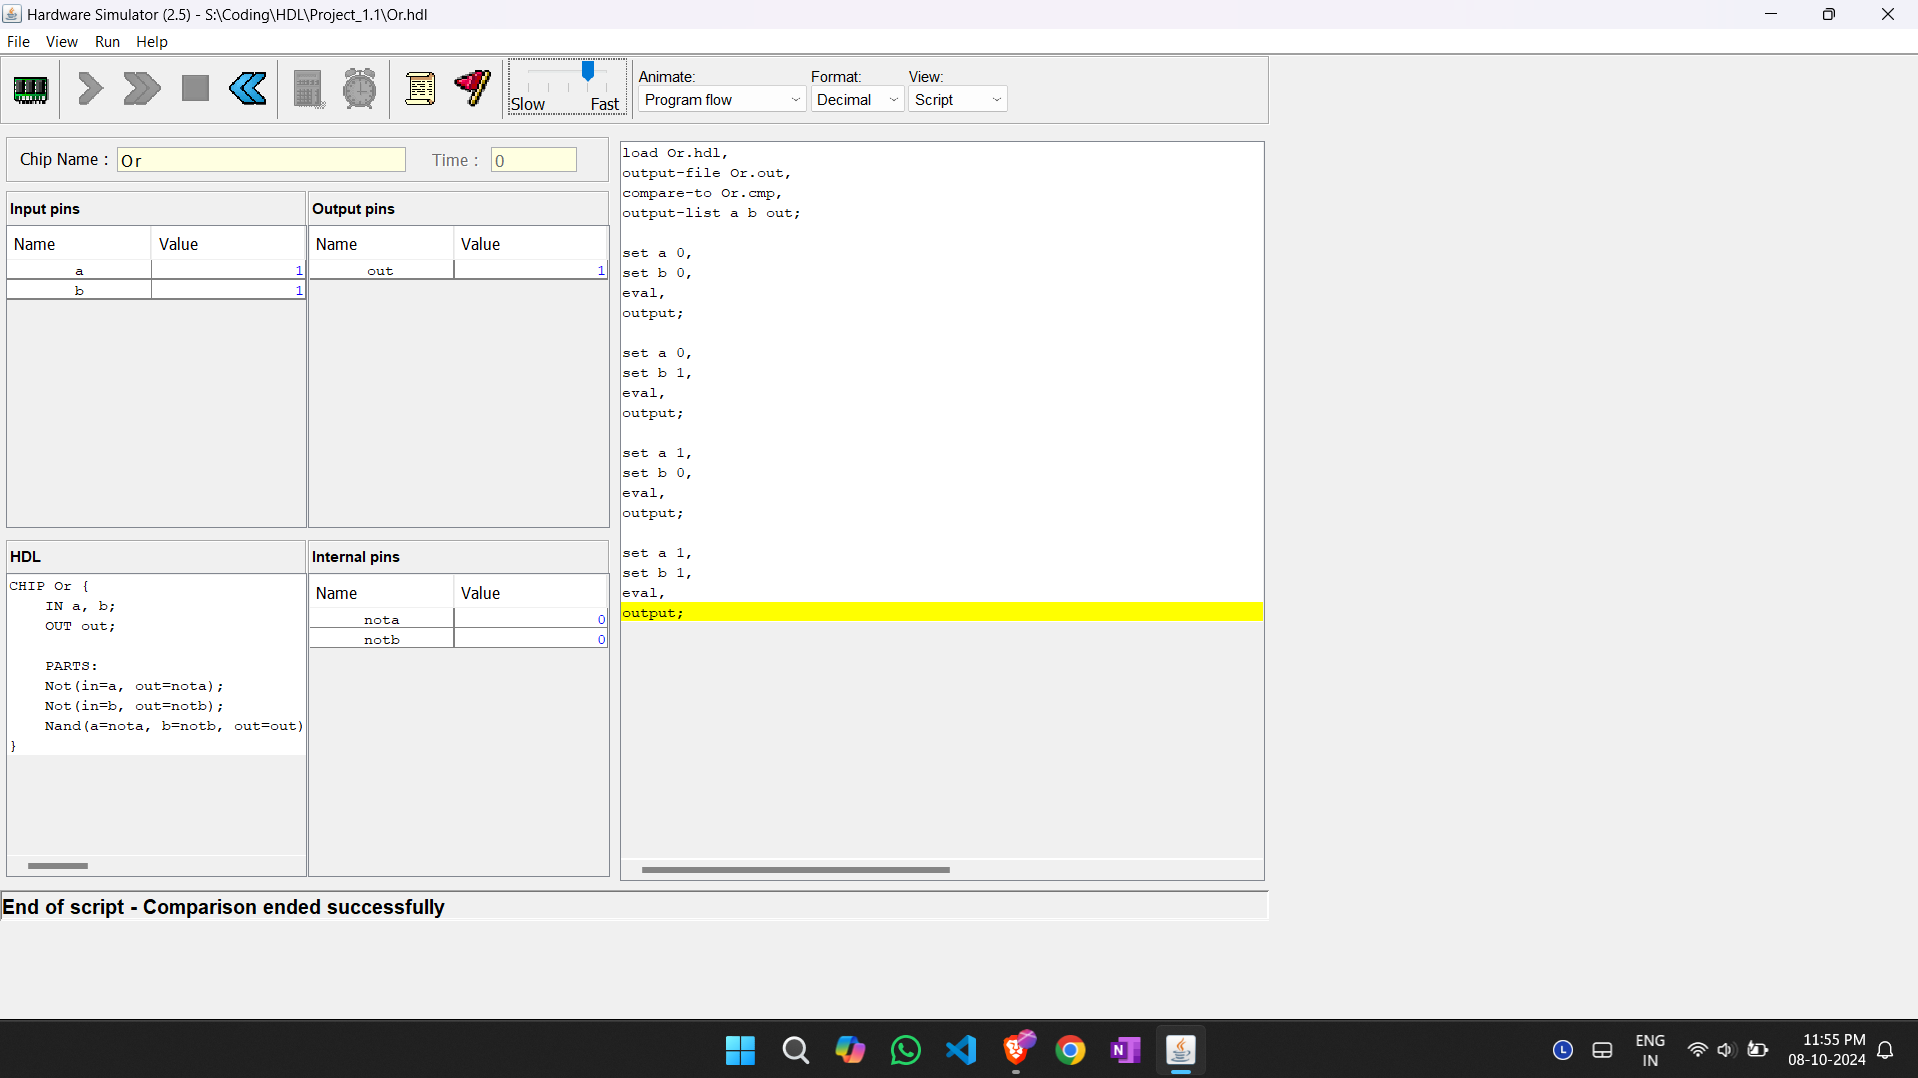 Hardware Simulator (2.5) - S:\Coding\HDL\Project_1.1\Or.hdl
File View Run Help
Slow Fast
Animate: Format: View:
Program flow Decimal Script
Chip Name : Or Time : 0
Input pins
Name Value
a 1
b 1
Output pins
Name Value
out 1
HDL
CHIP Or {
    IN a, b;
    OUT out;

    PARTS:
    Not(in=a, out=nota);
    Not(in=b, out=notb);
    Nand(a=nota, b=notb, out=out)
}
Internal pins
Name Value
nota 0
notb 0
load Or.hdl,
output-file Or.out,
compare-to Or.cmp,
output-list a b out;

set a 0,
set b 0,
eval,
output;

set a 0,
set b 1,
eval,
output;

set a 1,
set b 0,
eval,
output;

set a 1,
set b 1,
eval,
output;
End of script - Comparison ended successfully
N
L
ENG
IN
11:55 PM
08-10-2024